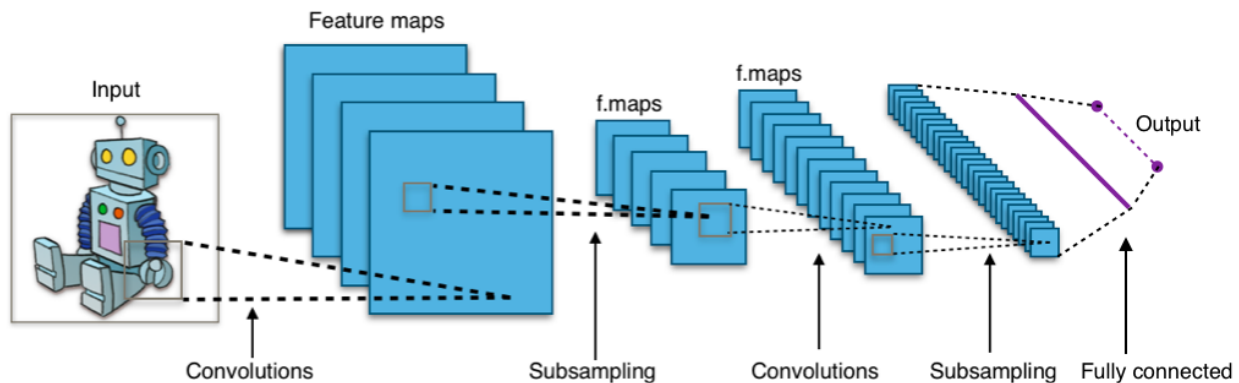 Feature maps
Input
f.maps
f.maps
Output
Convolutions
Subsampling
Convolutions
Subsampling
Fully connected